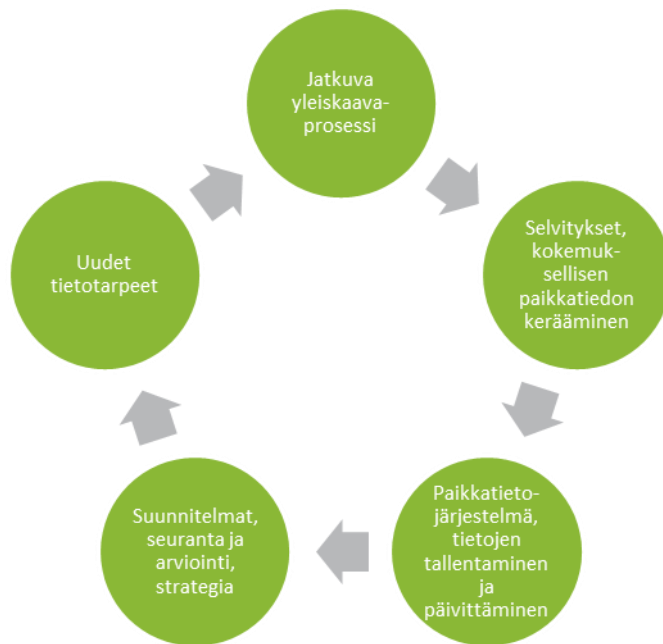 Jatkuva
yleiskaava-
prosessi
Selvitykset,
kokemuk-
sellisen
paikkatiedon
kerääminen
Paikkatieto-
järjestelmä,
tietojen
tallentaminen
ja
päivittäminen
Suunnitelmat,
seuranta ja
arviointi,
strategia
Uudet
tietotarpeet